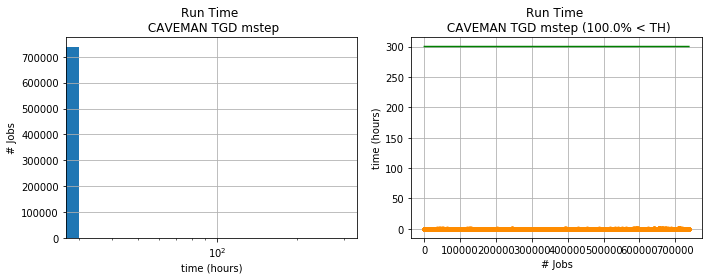 Run Time
CAVEMAN TGD mstep
# Jobs
700000
600000
500000
400000
300000
200000
100000
0
10²
time (hours)
Run Time
CAVEMAN TGD mstep (100.0% < TH)
time (hours)
300
250
200
150
100
50
0
0 100000 200000 300000 400000 500000 600000 700000
# Jobs